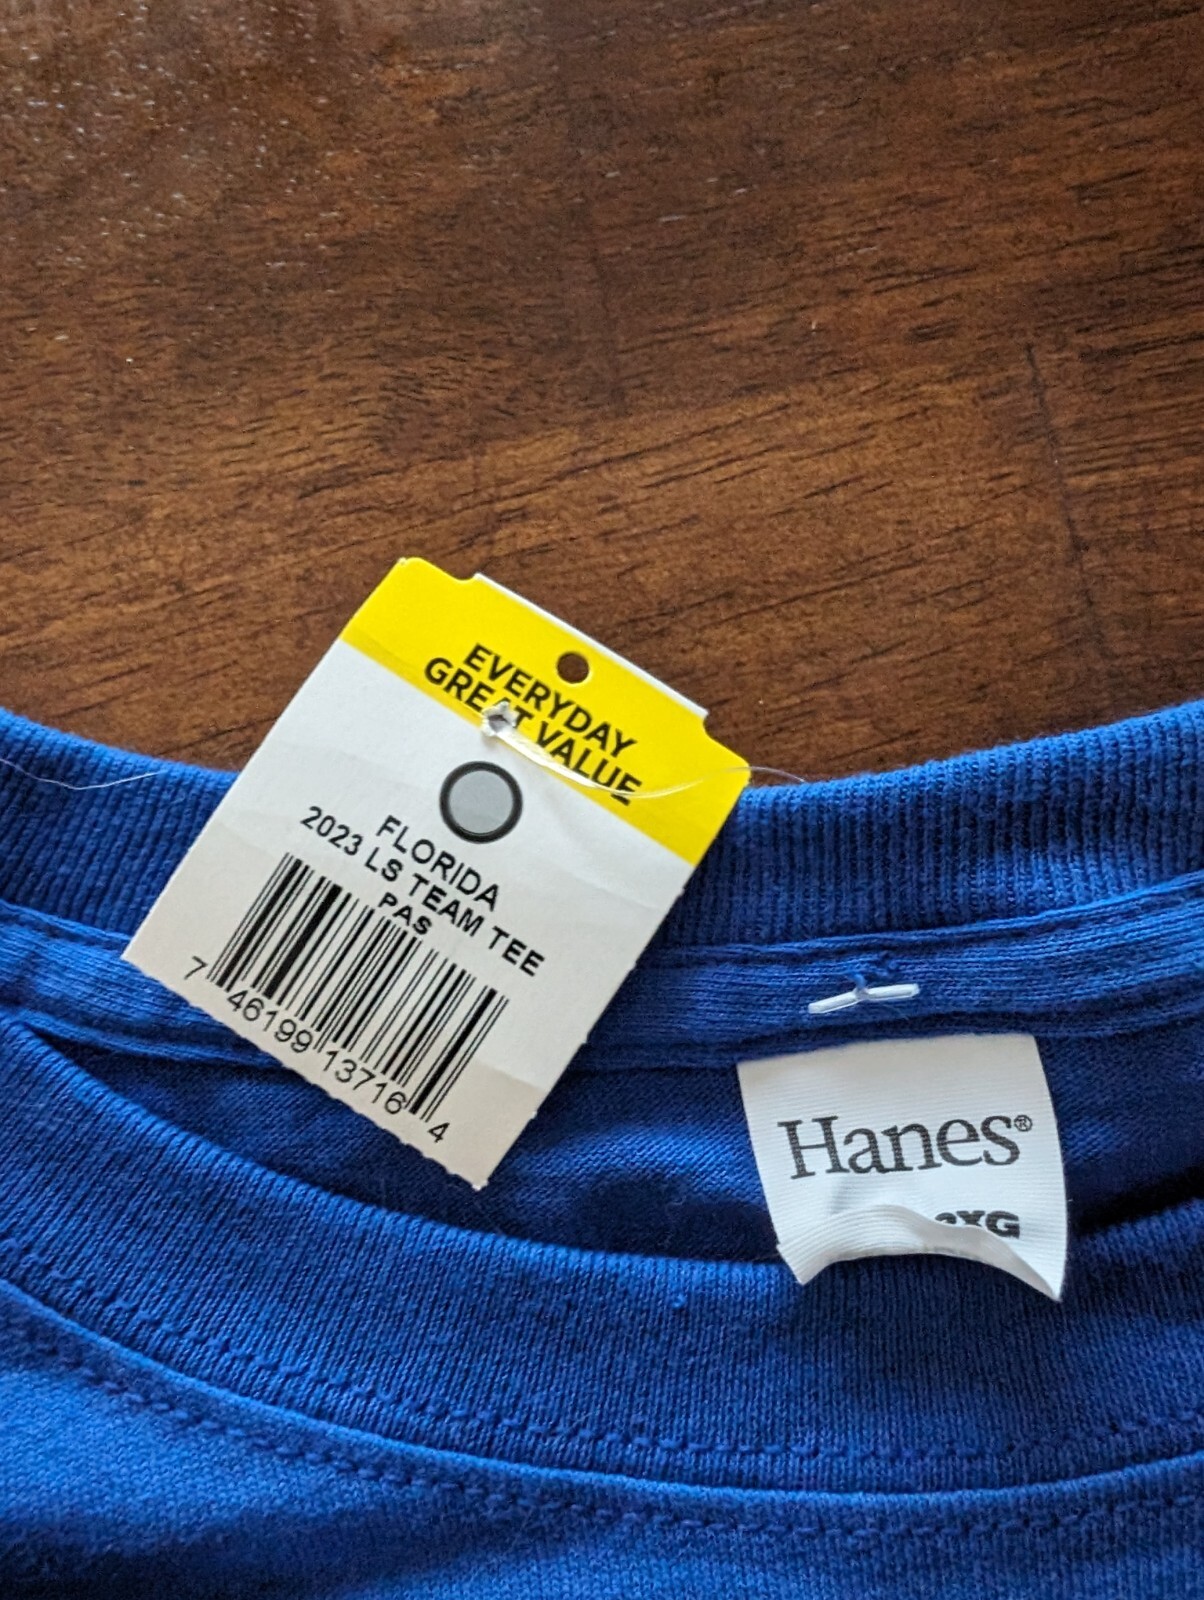 EVERYDAY
GREAT VALUE
FLORIDA
2023 LS TEAM TEE
PAS
7 46199 13716 4
Hanes®